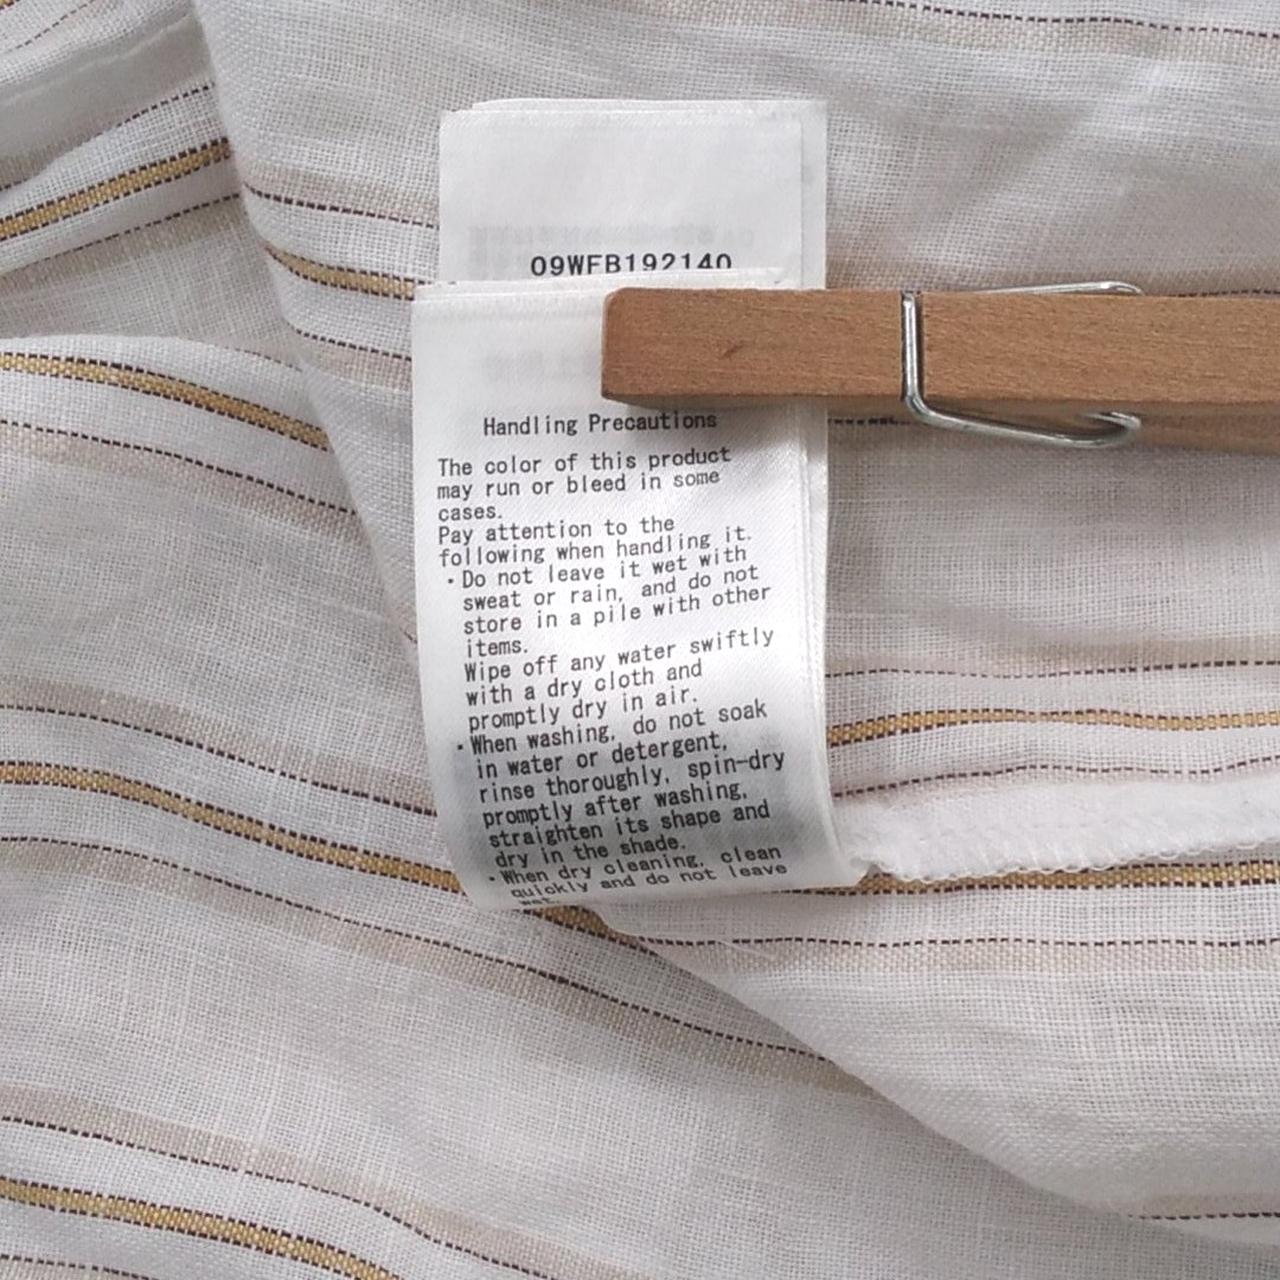 09WFB192140
Handling Precautions
The color of this product
may run or bleed in some
cases.
Pay attention to the
following when handling it.
・Do not leave it wet with
sweat or rain, and do not
store in a pile with other
items.
Wipe off any water swiftly
with a dry cloth and
promptly dry in air.
・When washing, do not soak
in water or detergent,
rinse thoroughly, spin-dry
promptly after washing,
straighten its shape and
dry in the shade.
・When dry cleaning, clean
quickly and do not leave
wet.